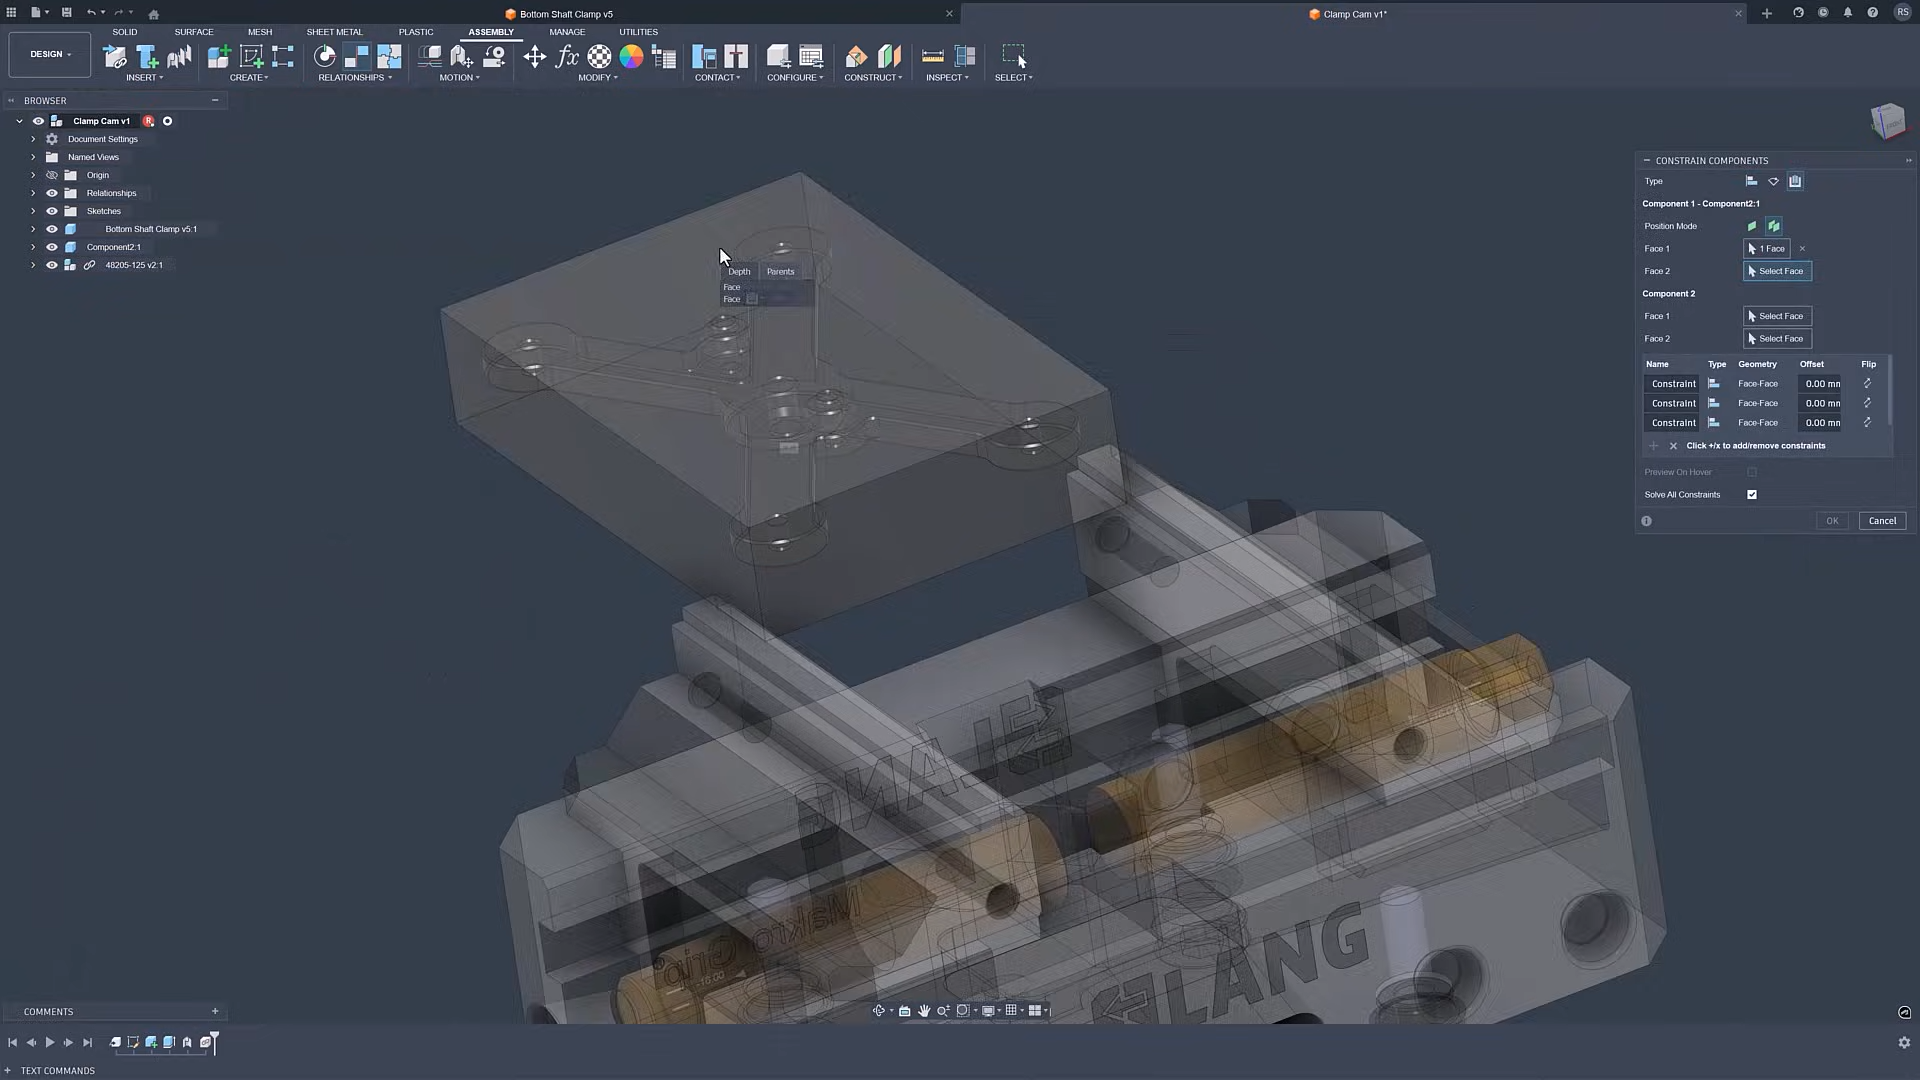 Bottom Shaft Clamp v5
Clamp Cam v1*
RS
DESIGN
SOLID
SURFACE
MESH
SHEET METAL
PLASTIC
ASSEMBLY
MANAGE
UTILITIES
INSERT
CREATE
RELATIONSHIPS
MOTION
MODIFY
CONTACT
CONFIGURE
CONSTRUCT
INSPECT
SELECT
BROWSER
Clamp Cam v1
Document Settings
Named Views
Origin
Relationships
Sketches
Bottom Shaft Clamp v5:1
Component2:1
48205-125 v2:1
Depth Parents
Face
Face
CONSTRAIN COMPONENTS
Type
Component 1 - Component2:1
Position Mode
Face 1 1 Face
Face 2 Select Face
Component 2
Face 1 Select Face
Face 2 Select Face
Name Type Geometry Offset Flip
Constraint Face-Face 0.00 mm
Constraint Face-Face 0.00 mm
Constraint Face-Face 0.00 mm
Click +/x to add/remove constraints
Preview On Hover
Solve All Constraints
OK Cancel
LANG
Makro Grip
LANG
COMMENTS
TEXT COMMANDS